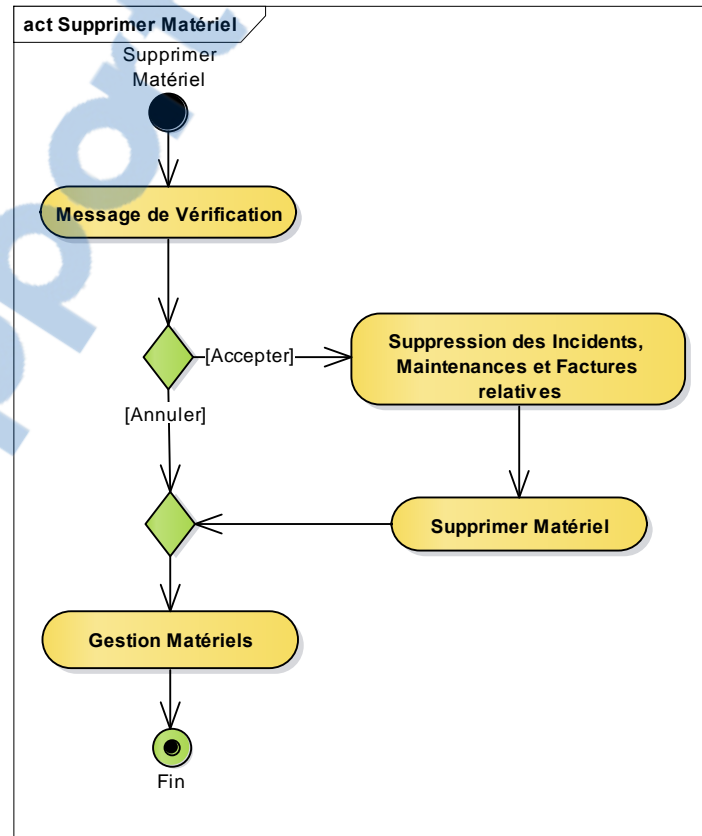 act Supprimer Matériel
Supprimer
Matériel
Message de Vérification
[Accepter]
Suppression des Incidents,
Maintenances et Factures
relatives
[Annuler]
Supprimer Matériel
Gestion Matériels
Fin